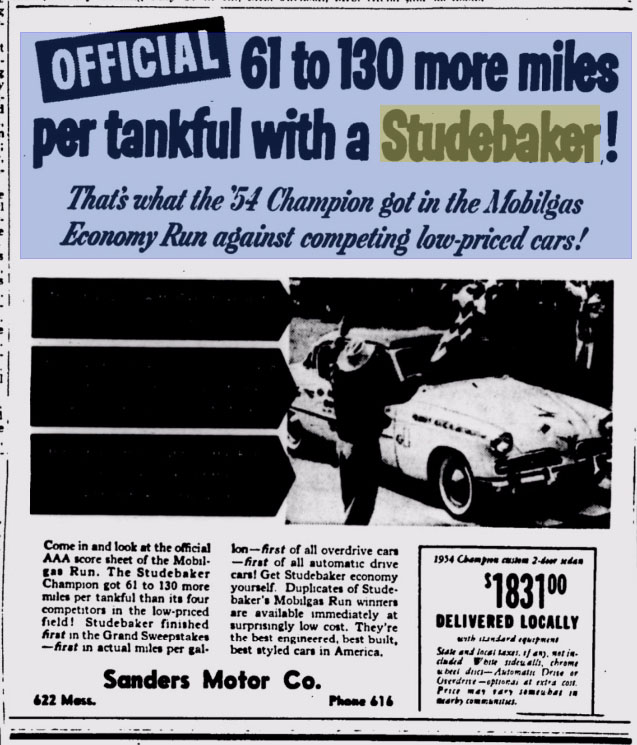 OFFICIAL 61 to 130 more miles
per tankful with a Studebaker!
That's what the '54 Champion got in the Mobilgas
Economy Run against competing low-priced cars!
Come in and look at the official
AAA score sheet of the Mobil-
gas Run. The Studebaker
Champion got 61 to 130 more
miles per tankful than its four
competitors in the low-priced
field! Studebaker finished
first in the Grand Sweepstakes
—first in actual miles per gal-
lon—first of all overdrive cars
—first of all automatic drive
cars! Get Studebaker economy
yourself. Duplicates of Stude-
baker's Mobilgas Run winners
are available immediately at
surprisingly low cost. They're
the best engineered, best built,
best styled cars in America.
1954 Champion custom 2-door sedan
$183100
DELIVERED LOCALLY
with standard equipment
State and local taxes, if any, not in-
cluded. White sidewalls, chrome
wheel discs—Automatic Drive or
Overdrive—optional at extra cost.
Price may vary somewhat in
nearby communities.
Sanders Motor Co.
622 Mass. Phone 616